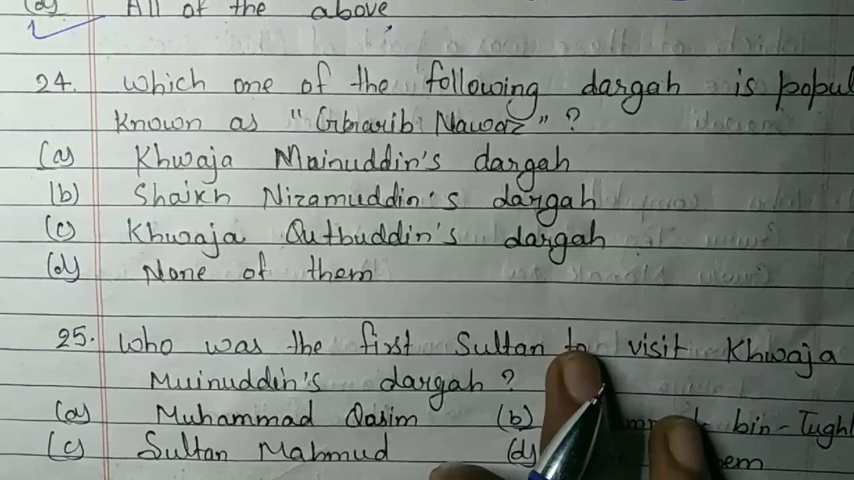 (d) All of the above
24. Which one of the following dargah is popul
known as "Gharib Nawaz" ?
(a) Khwaja Mainuddin's dargah
(b) Shaikh Nizamuddin's dargah
(c) Khwaja Qutbuddin's dargah
(d) None of them
25. Who was the first Sultan to visit Khwaja
Muinuddin's dargah ?
(a) Muhammad Qasim (b) bin-Tughl
(c) Sultan Mahmud (d) hem